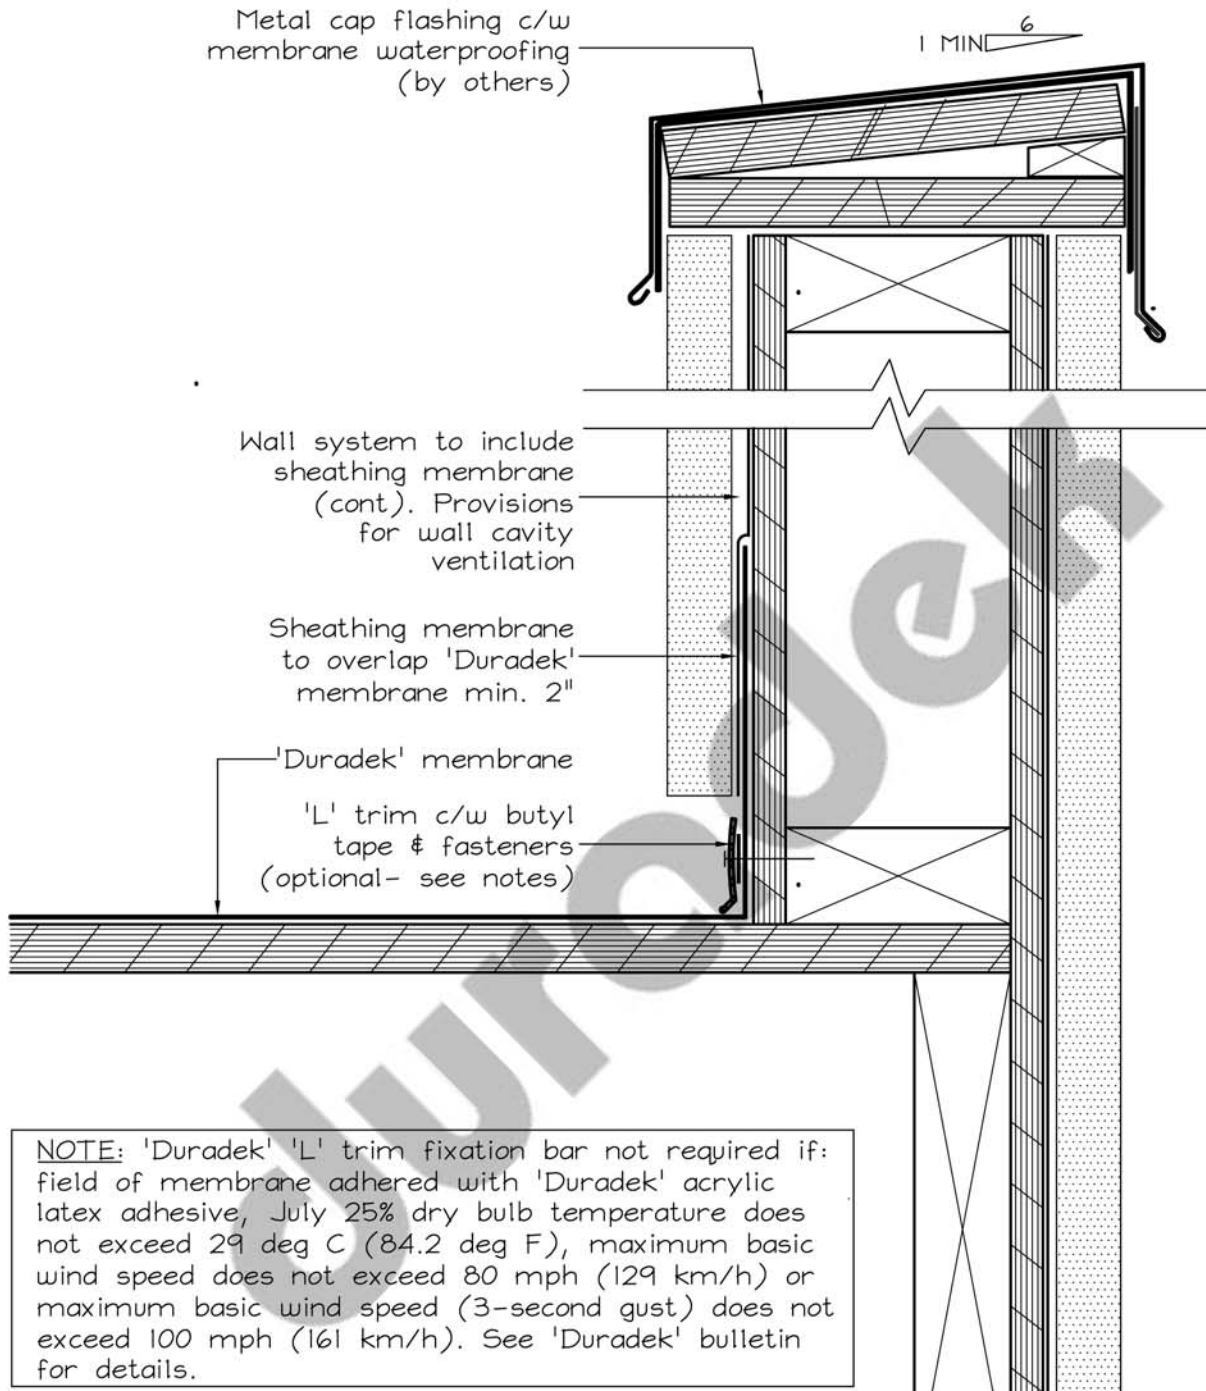 Metal cap flashing c/w
membrane waterproofing
(by others)
6
1 MIN
Wall system to include
sheathing membrane
(cont). Provisions
for wall cavity
ventilation
Sheathing membrane
to overlap 'Duradek'
membrane min. 2"
'Duradek' membrane
'L' trim c/w butyl
tape & fasteners
(optional- see notes)
duradek
NOTE: 'Duradek' 'L' trim fixation bar not required if:
field of membrane adhered with 'Duradek' acrylic
latex adhesive, July 25% dry bulb temperature does
not exceed 29 deg C (84.2 deg F), maximum basic
wind speed does not exceed 80 mph (129 km/h) or
maximum basic wind speed (3-second gust) does not
exceed 100 mph (161 km/h). See 'Duradek' bulletin
for details.